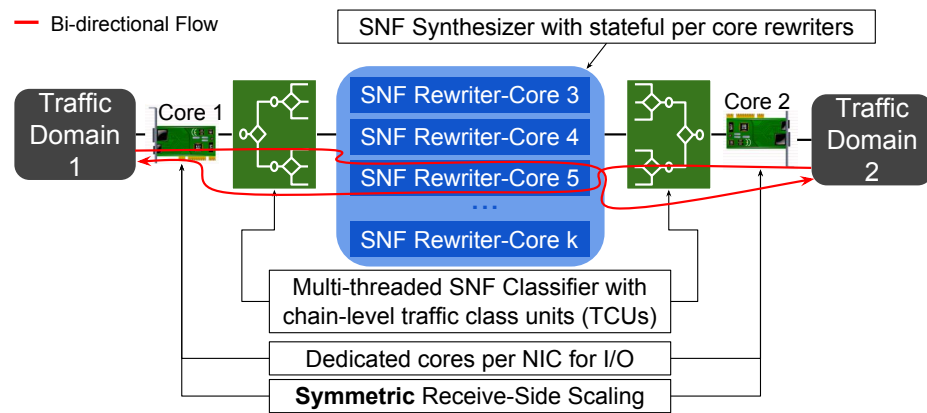 Bi-directional Flow
SNF Synthesizer with stateful per core rewriters
Traffic
Domain
1
Core 1
SNF Rewriter-Core 3
SNF Rewriter-Core 4
SNF Rewriter-Core 5
...
SNF Rewriter-Core k
Core 2
Traffic
Domain
2
Multi-threaded SNF Classifier with
chain-level traffic class units (TCUs)
Dedicated cores per NIC for I/O
Symmetric Receive-Side Scaling